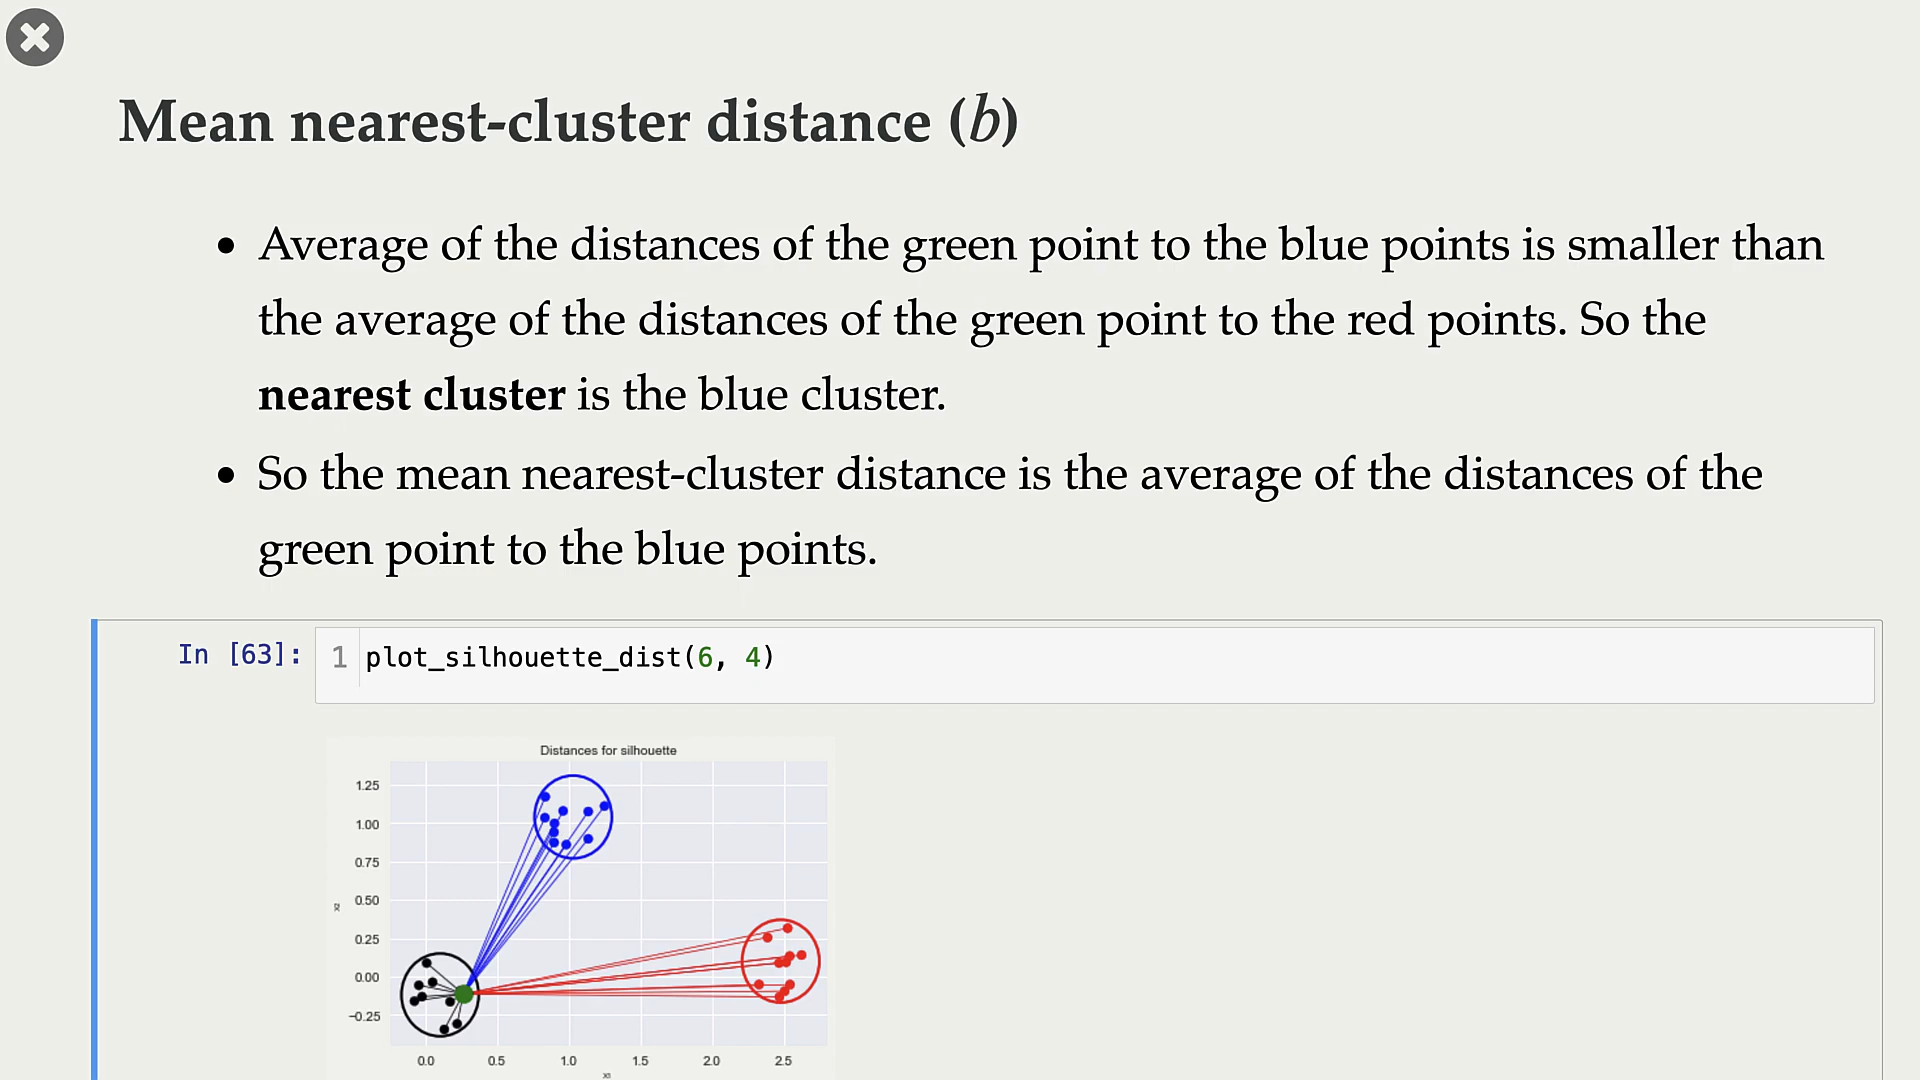 Mean nearest-cluster distance (b)
• Average of the distances of the green point to the blue points is smaller than
the average of the distances of the green point to the red points. So the
nearest cluster is the blue cluster.
• So the mean nearest-cluster distance is the average of the distances of the
green point to the blue points.
In [63]:
1 plot_silhouette_dist(6, 4)
Distances for silhouette
1.25
1.00
0.75
0.50
0.25
0.00
−0.25
0.0 0.5 1.0 1.5 2.0 2.5